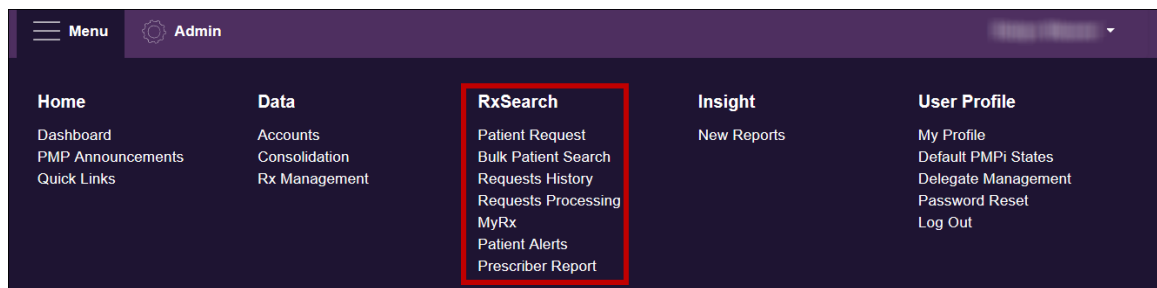 Menu
Admin
Home
Dashboard
PMP Announcements
Quick Links
Data
Accounts
Consolidation
Rx Management
RxSearch
Patient Request
Bulk Patient Search
Requests History
Requests Processing
MyRx
Patient Alerts
Prescriber Report
Insight
New Reports
User Profile
My Profile
Default PMPi States
Delegate Management
Password Reset
Log Out